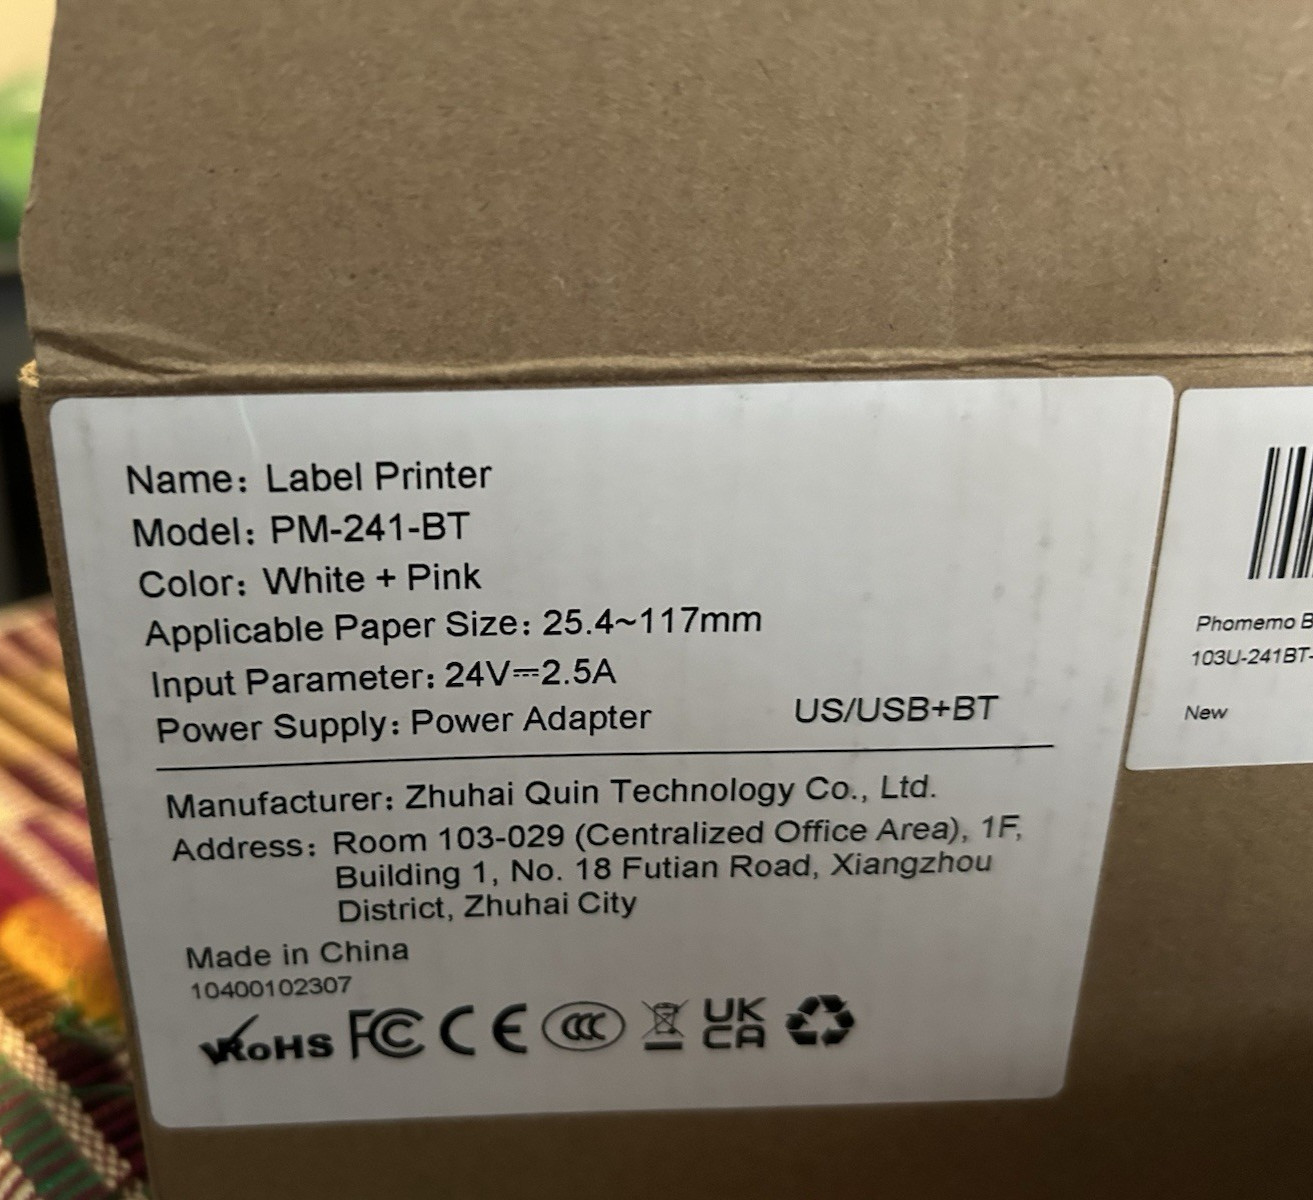 Name: Label Printer
Model: PM-241-BT
Color: White + Pink
Applicable Paper Size: 25.4~117mm
Input Parameter: 24V⎓2.5A
Power Supply: Power Adapter US/USB+BT
Manufacturer: Zhuhai Quin Technology Co., Ltd.
Address: Room 103-029 (Centralized Office Area), 1F,
Building 1, No. 18 Futian Road, Xiangzhou
District, Zhuhai City
Made in China
10400102307
RoHS FC CE CCC UK
CA
Phomemo B
103U-241BT-
New